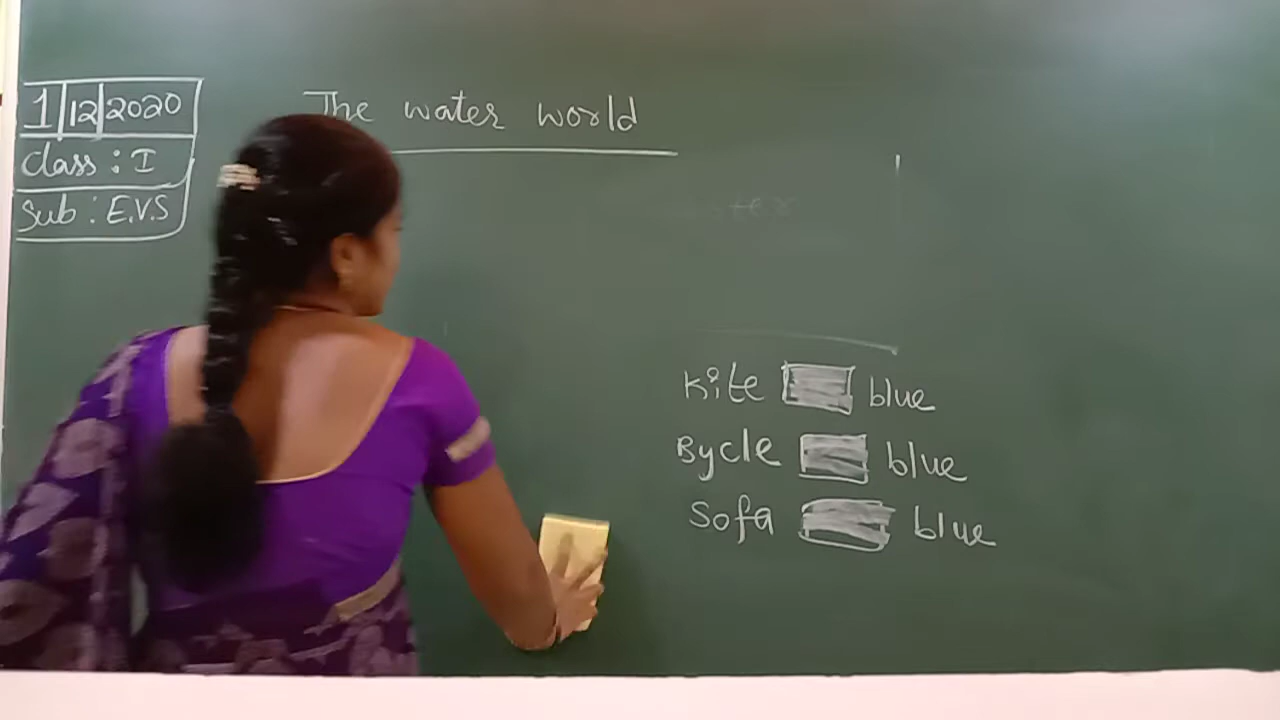 1/12/2020
Class : I
Sub : E.V.S
The water world
Kite blue
Bycle blue
Sofa blue